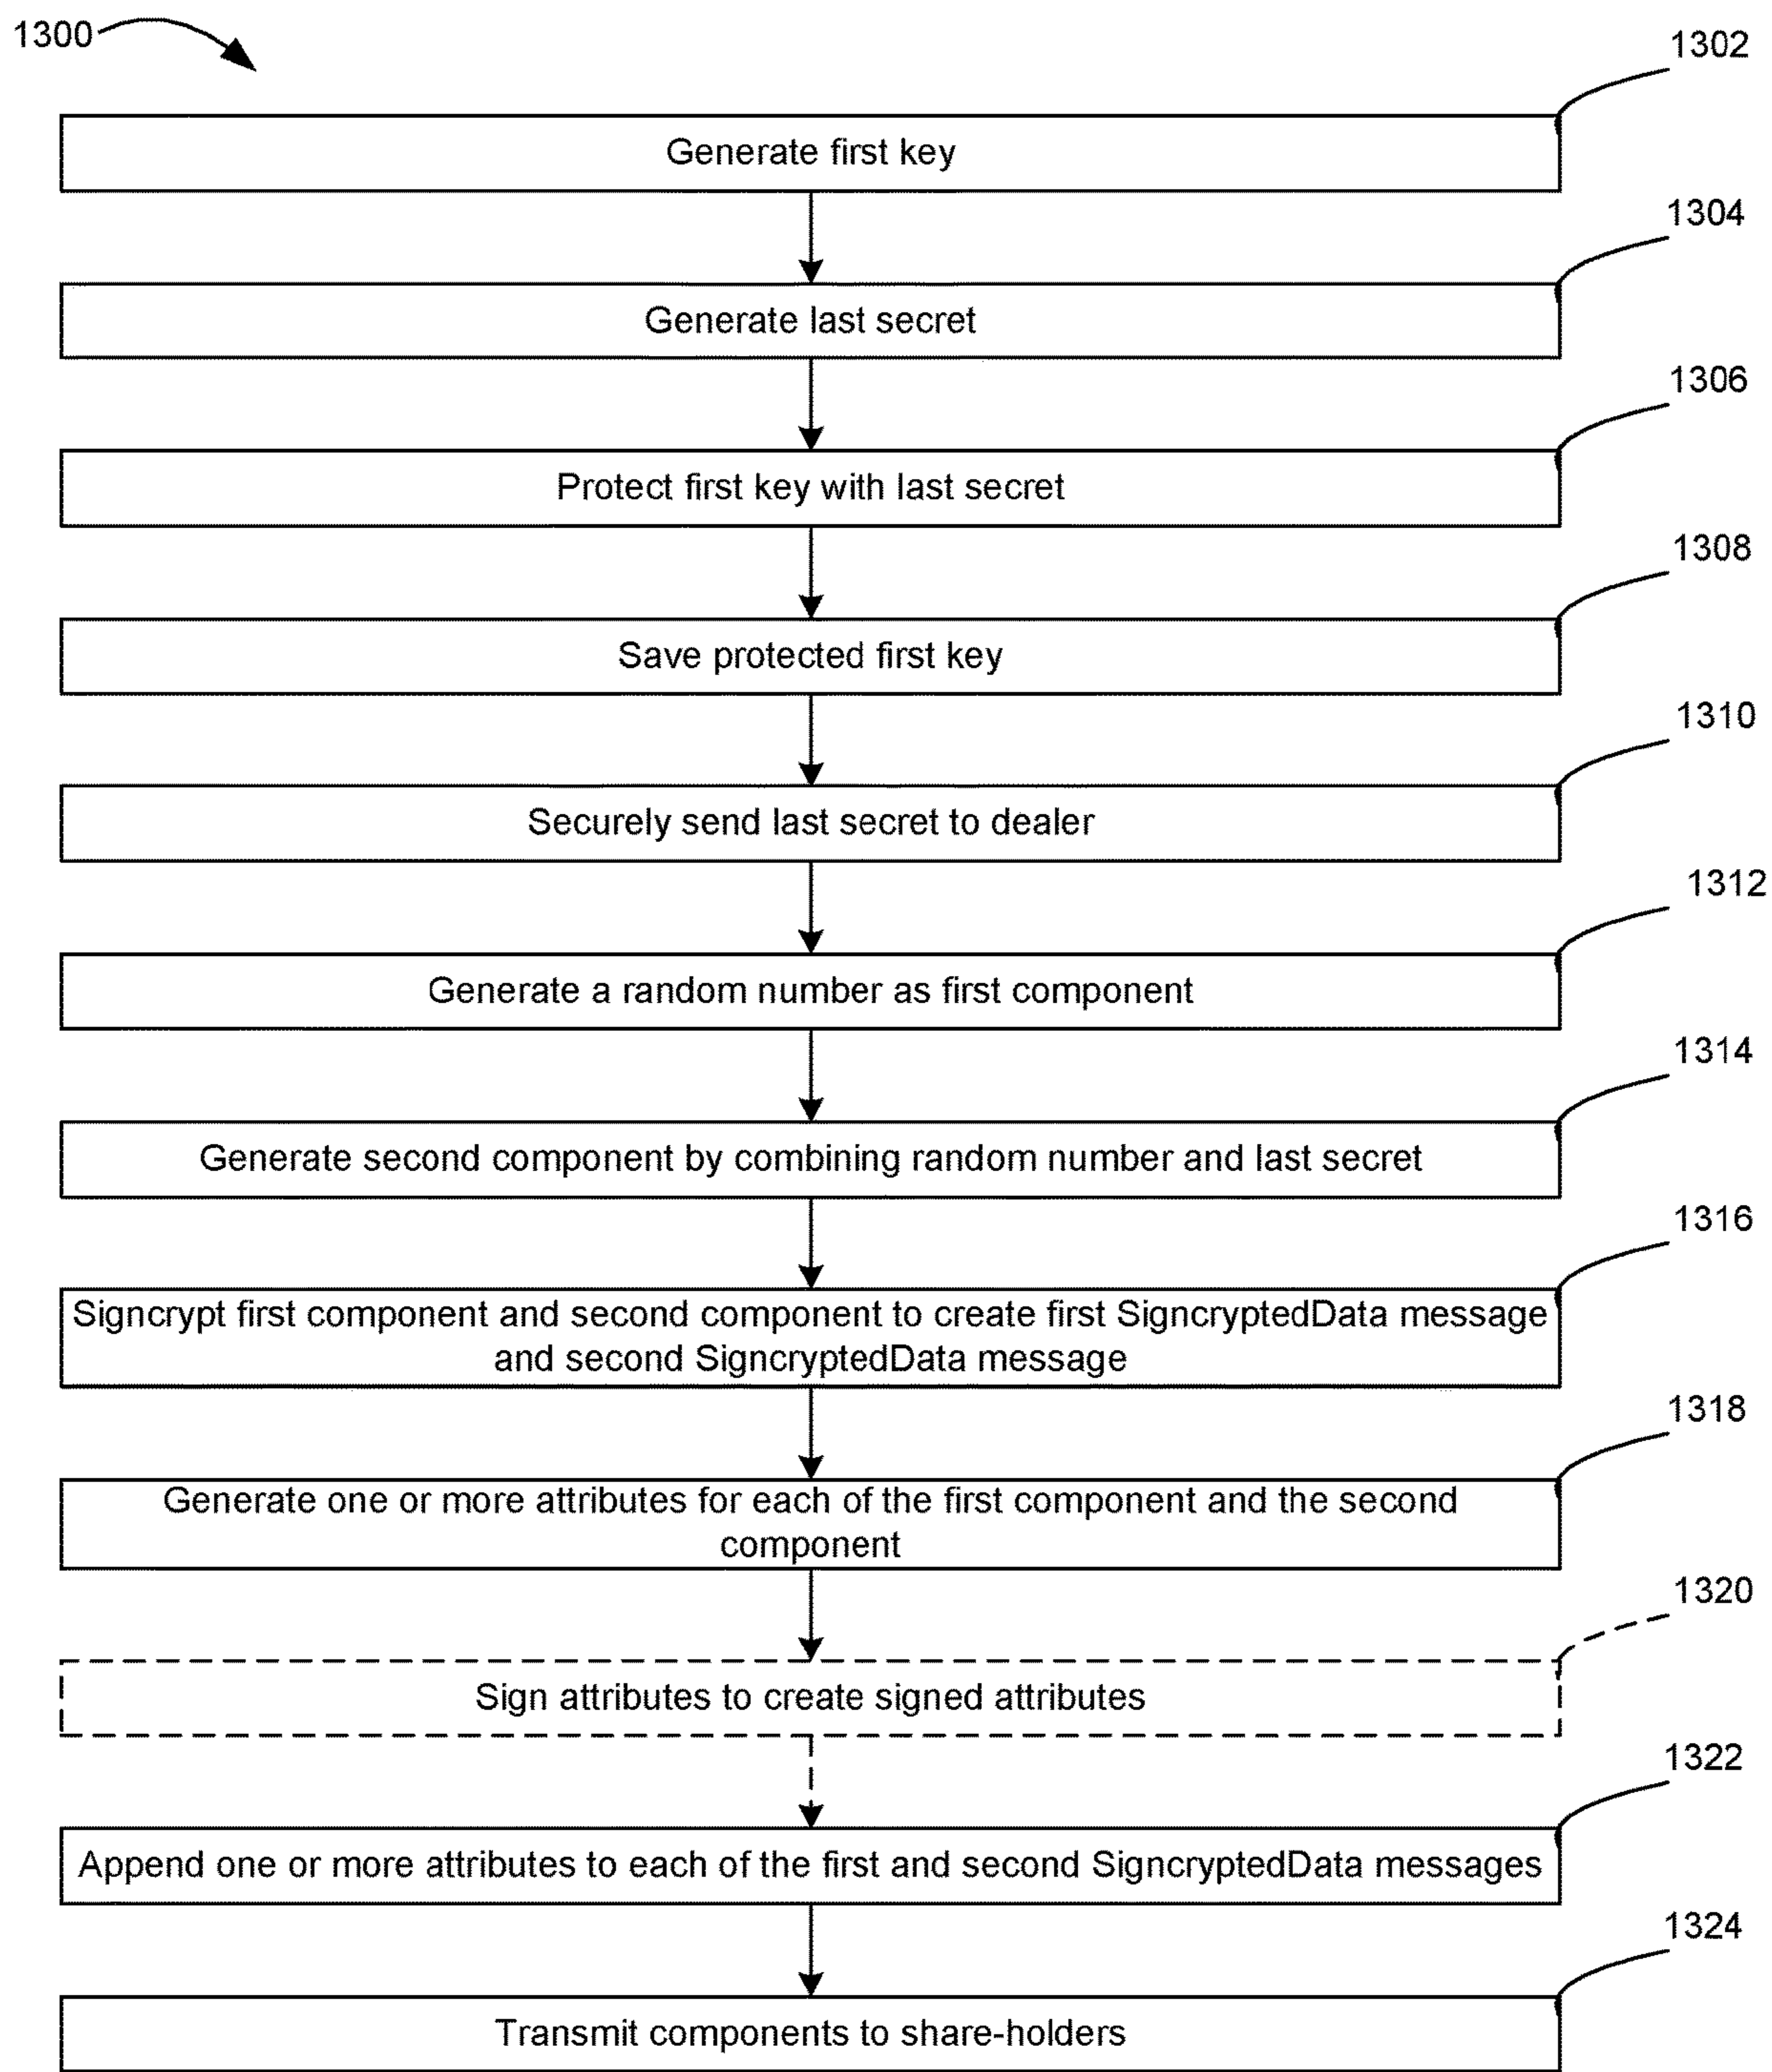 1300
1302
Generate first key
1304
Generate last secret
1306
Protect first key with last secret
1308
Save protected first key
1310
Securely send last secret to dealer
1312
Generate a random number as first component
1314
Generate second component by combining random number and last secret
1316
Signcrypt first component and second component to create first SigncryptedData message
and second SigncryptedData message
1318
Generate one or more attributes for each of the first component and the second
component
1320
Sign attributes to create signed attributes
1322
Append one or more attributes to each of the first and second SigncryptedData messages
1324
Transmit components to share-holders